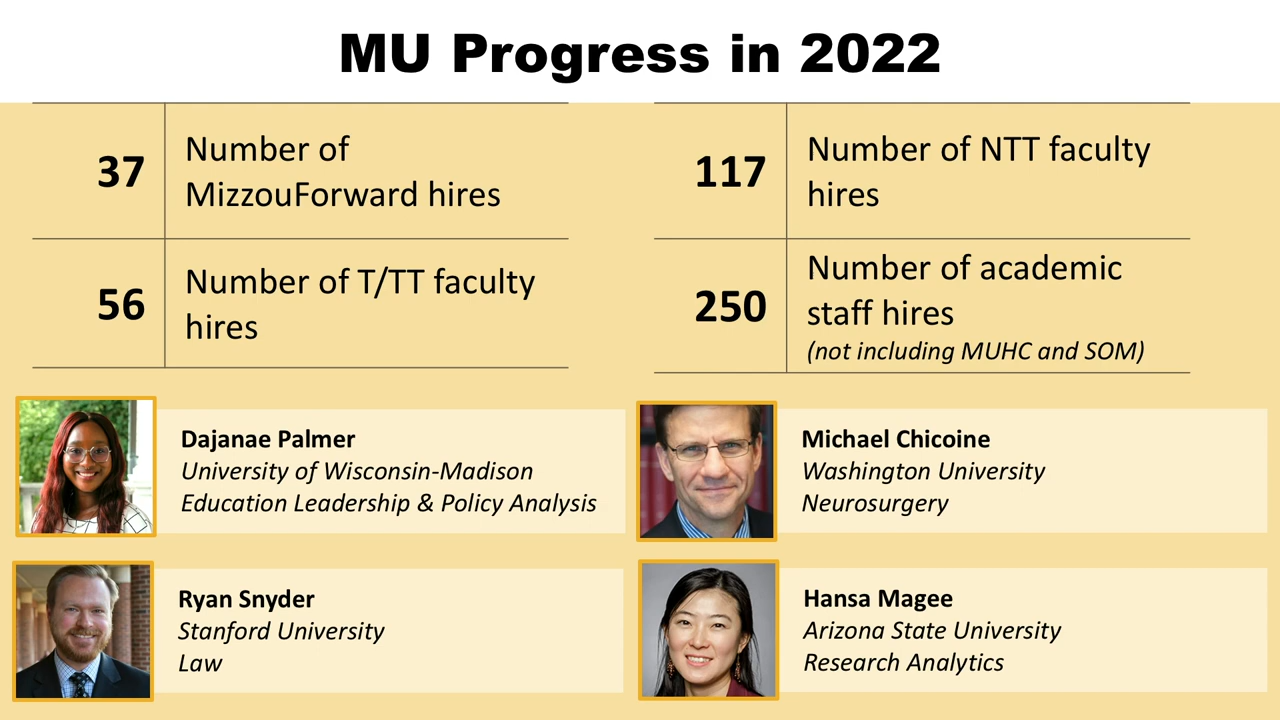 MU Progress in 2022
37
Number of
MizzouForward hires
117
Number of NTT faculty
hires
56
Number of T/TT faculty
hires
250
Number of academic
staff hires
(not including MUHC and SOM)
Dajanae Palmer
University of Wisconsin-Madison
Education Leadership & Policy Analysis
Michael Chicoine
Washington University
Neurosurgery
Ryan Snyder
Stanford University
Law
Hansa Magee
Arizona State University
Research Analytics